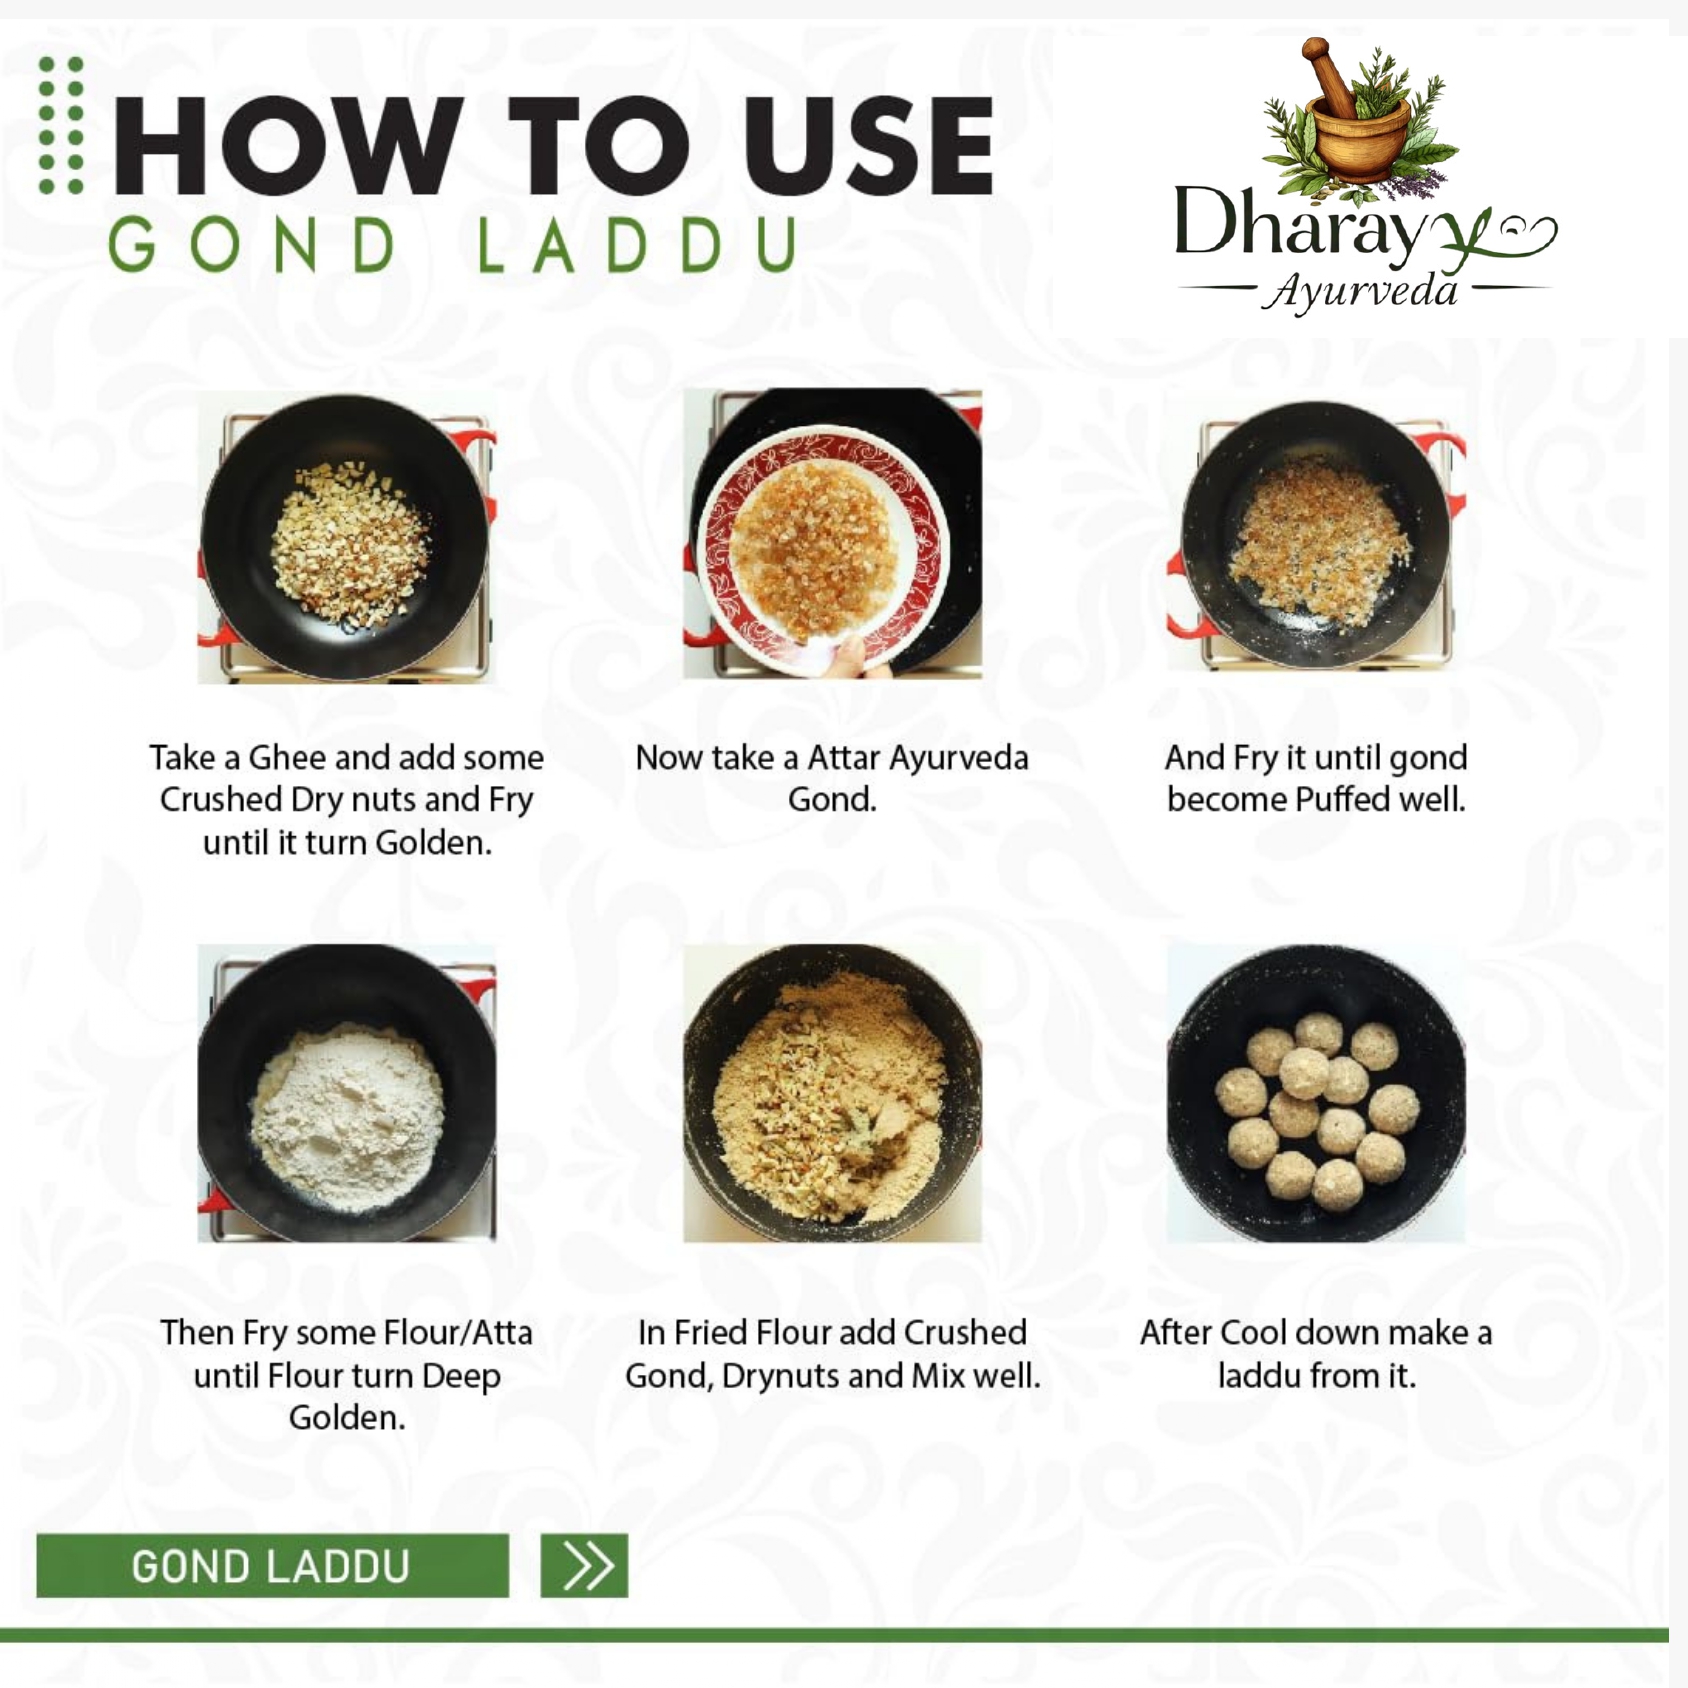 HOW TO USE
GOND LADDU
Dharayy
Ayurveda
Take a Ghee and add some
Crushed Dry nuts and Fry
until it turn Golden.
Now take a Attar Ayurveda
Gond.
And Fry it until gond
become Puffed well.
Then Fry some Flour/Atta
until Flour turn Deep
Golden.
In Fried Flour add Crushed
Gond, Drynuts and Mix well.
After Cool down make a
laddu from it.
GOND LADDU